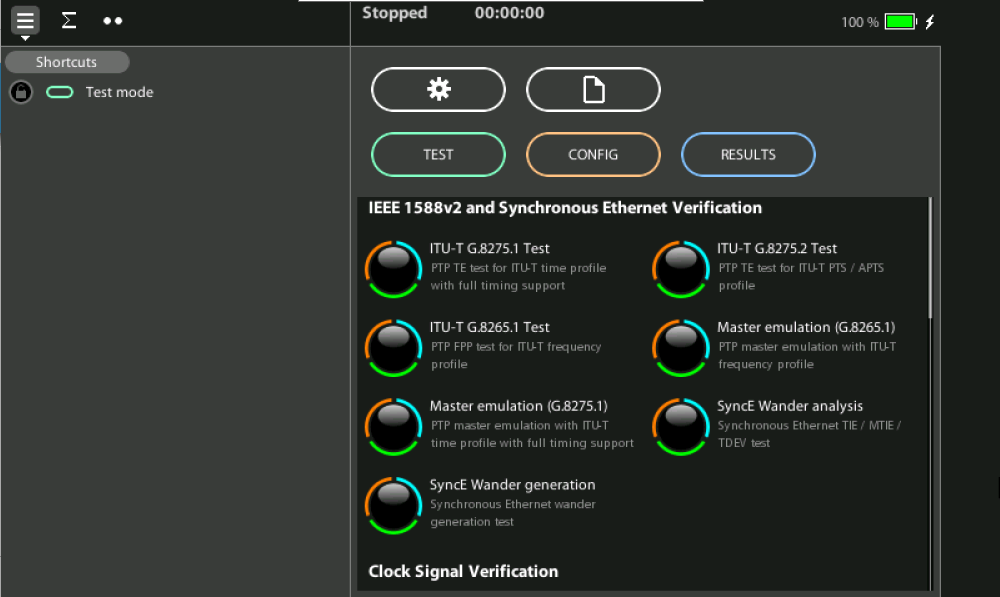 Stopped 00:00:00
100 %
Shortcuts
Test mode
TEST CONFIG RESULTS
IEEE 1588v2 and Synchronous Ethernet Verification
ITU-T G.8275.1 Test
PTP TE test for ITU-T time profile
with full timing support
ITU-T G.8275.2 Test
PTP TE test for ITU-T PTS / APTS
profile
ITU-T G.8265.1 Test
PTP FPP test for ITU-T frequency
profile
Master emulation (G.8265.1)
PTP master emulation with ITU-T
frequency profile
Master emulation (G.8275.1)
PTP master emulation with ITU-T
time profile with full timing support
SyncE Wander analysis
Synchronous Ethernet TIE / MTIE /
TDEV test
SyncE Wander generation
Synchronous Ethernet wander
generation test
Clock Signal Verification